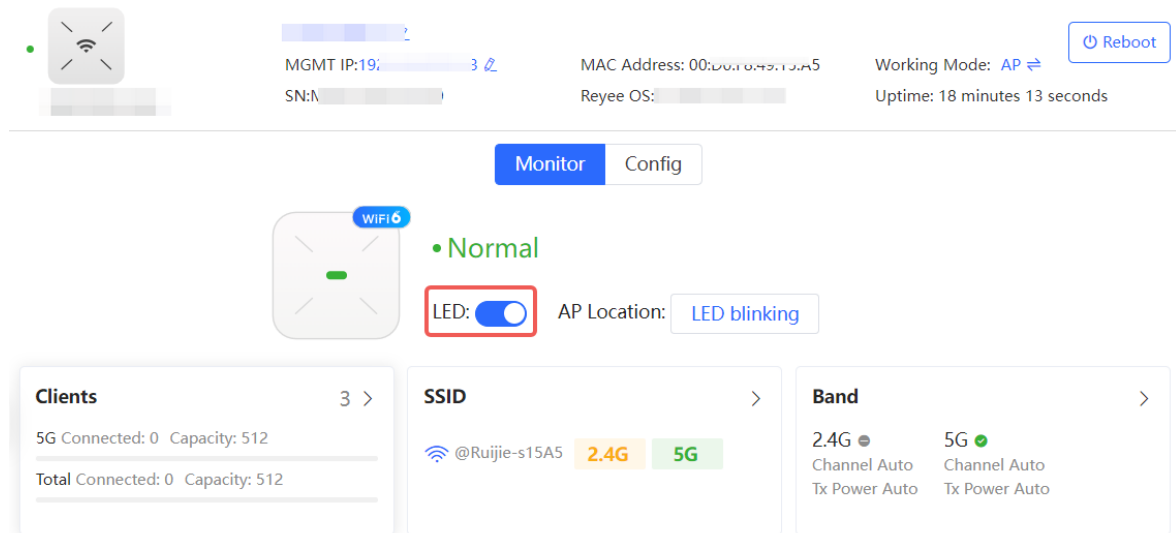 Reboot
MGMT IP:
MAC Address: 00:
Working Mode: AP
SN:
Reyee OS:
Uptime: 18 minutes 13 seconds
Monitor
Config
WiFi6
Normal
LED:
AP Location:
LED blinking
Clients
3
5G Connected: 0 Capacity: 512
Total Connected: 0 Capacity: 512
SSID
@Ruijie-s15A5
2.4G
5G
Band
2.4G
5G
Channel Auto
Channel Auto
Tx Power Auto
Tx Power Auto